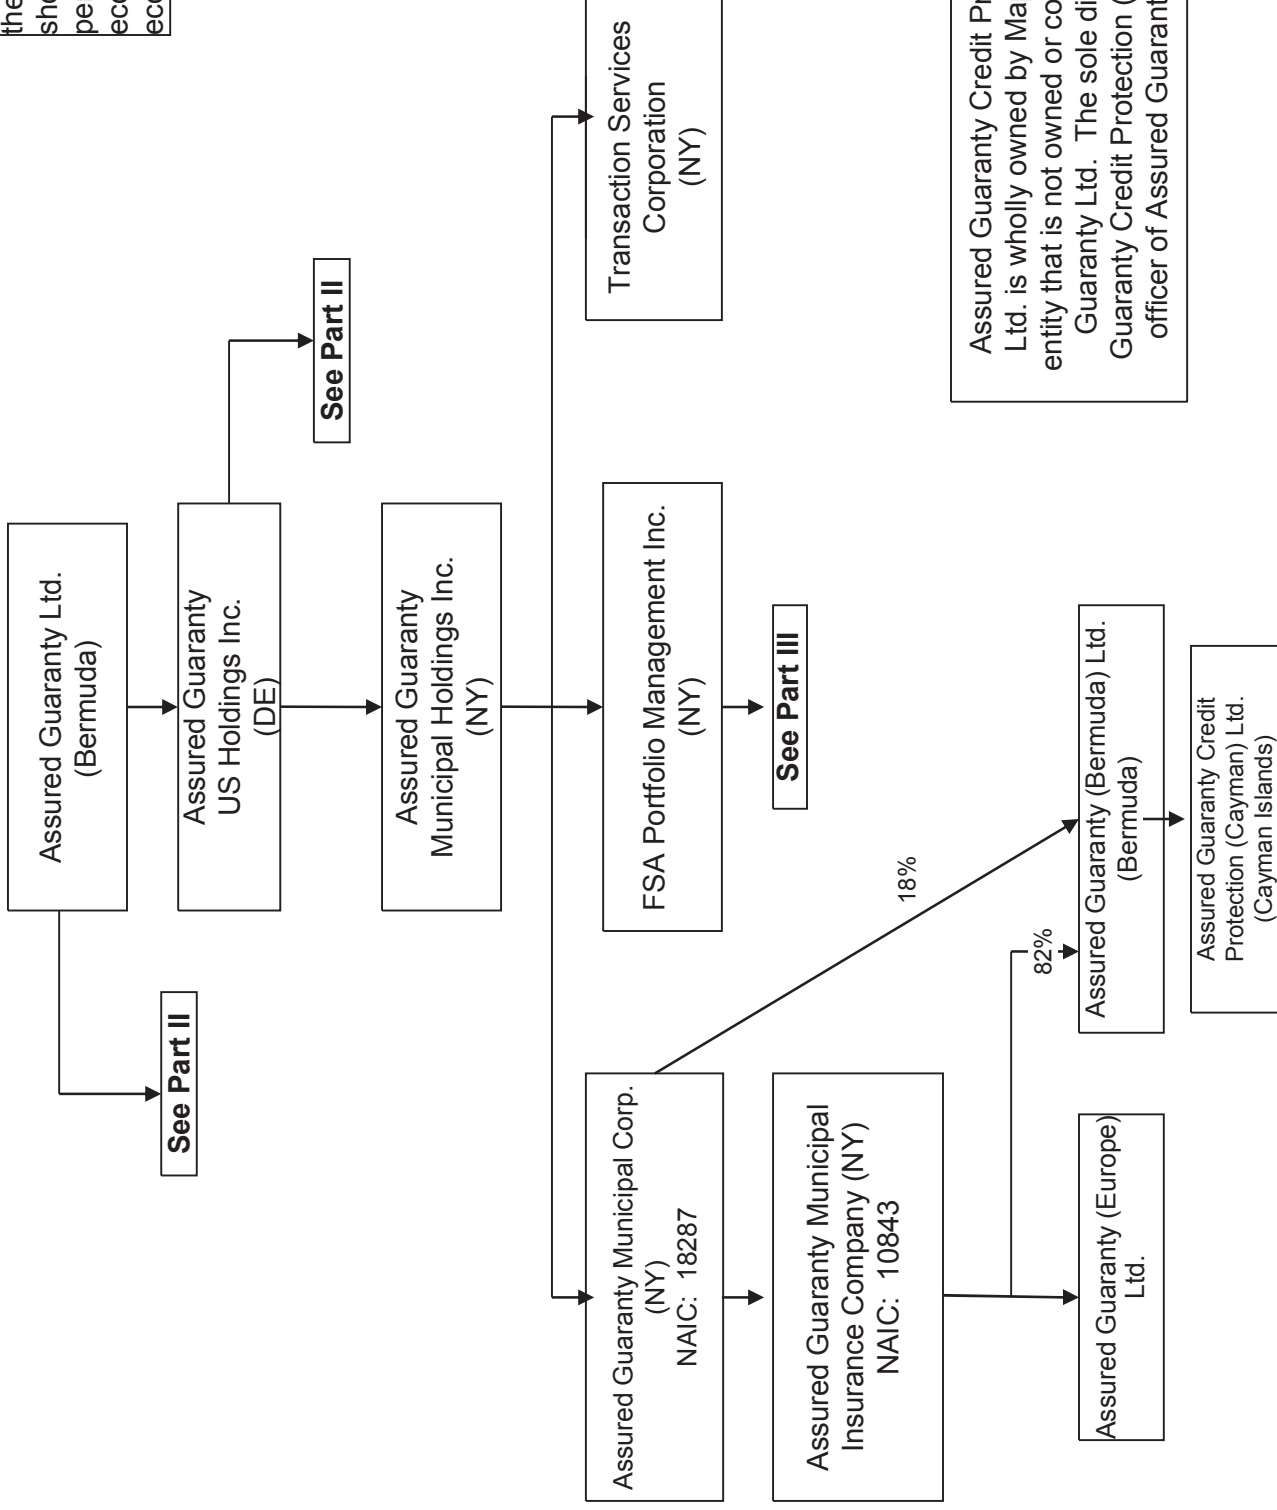 the
sho
per
eco
eco
Assured Guaranty Ltd.
(Bermuda)
See Part II
Assured Guaranty
US Holdings Inc.
(DE)
See Part II
Assured Guaranty
Municipal Holdings Inc.
(NY)
Assured Guaranty Municipal Corp.
(NY)
NAIC: 18287
FSA Portfolio Management Inc.
(NY)
Transaction Services
Corporation
(NY)
See Part III
Assured Guaranty Municipal
Insurance Company (NY)
NAIC: 10843
18%
82%
Assured Guaranty (Europe)
Ltd.
Assured Guaranty (Bermuda) Ltd.
(Bermuda)
Assured Guaranty Credit
Protection (Cayman) Ltd.
(Cayman Islands)
Assured Guaranty Credit Pr
Ltd. is wholly owned by Ma
entity that is not owned or co
Guaranty Ltd. The sole di
Guaranty Credit Protection (
officer of Assured Guarant